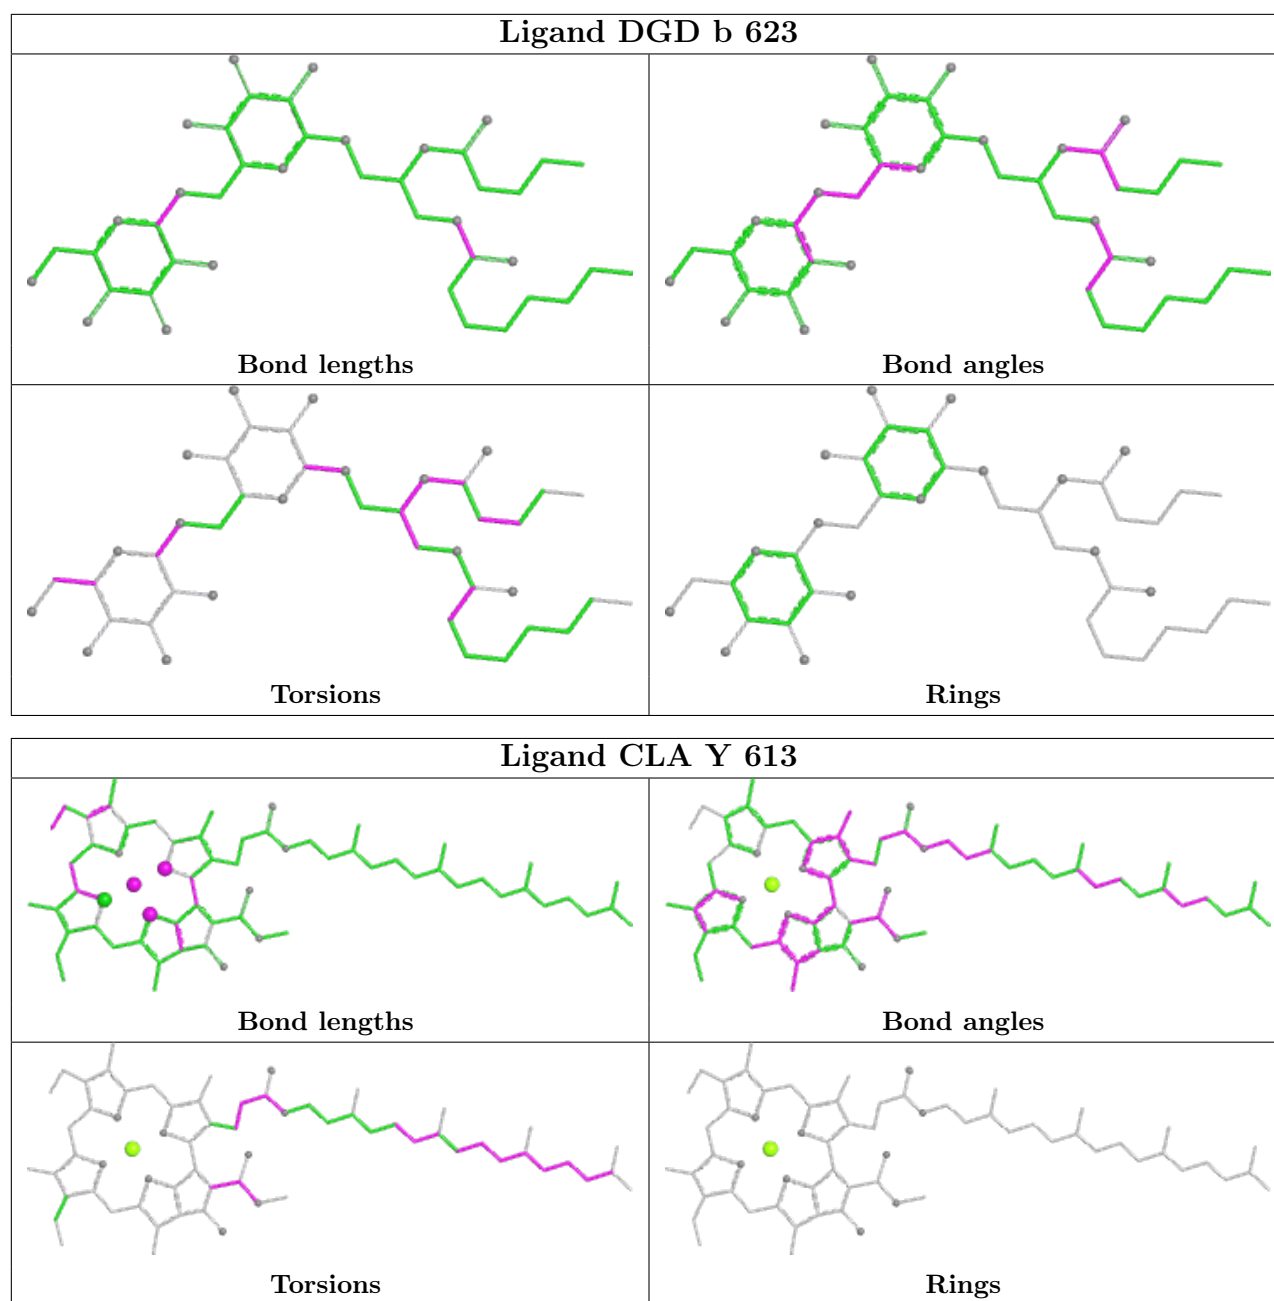 Ligand DGD b 623
Bond lengths
Bond angles
Torsions
Rings
Ligand CLA Y 613
Bond lengths
Bond angles
Torsions
Rings